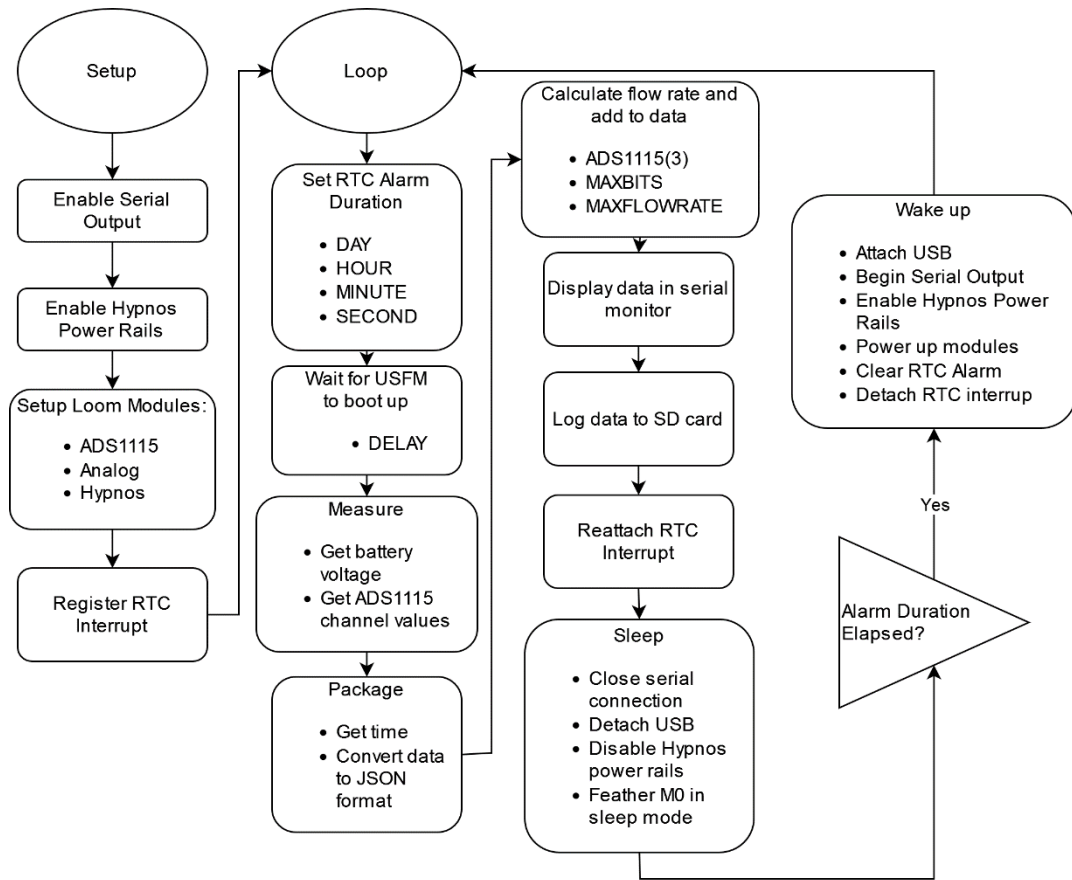 Setup
Enable Serial
Output
Enable Hypnos
Power Rails
Setup Loom Modules:
• ADS1115
• Analog
• Hypnos
Register RTC
Interrupt
Loop
Set RTC Alarm
Duration
• DAY
• HOUR
• MINUTE
• SECOND
Wait for USFM
to boot up
• DELAY
Measure
• Get battery
voltage
• Get ADS1115
channel values
Package
• Get time
• Convert data
to JSON
format
Calculate flow rate and
add to data
• ADS1115(3)
• MAXBITS
• MAXFLOWRATE
Display data in serial
monitor
Log data to SD card
Reattach RTC
Interrupt
Sleep
• Close serial
connection
• Detach USB
• Disable Hypnos
power rails
• Feather M0 in
sleep mode
Alarm Duration
Elapsed?
Yes
Wake up
• Attach USB
• Begin Serial Output
• Enable Hypnos Power
Rails
• Power up modules
• Clear RTC Alarm
• Detach RTC interrup